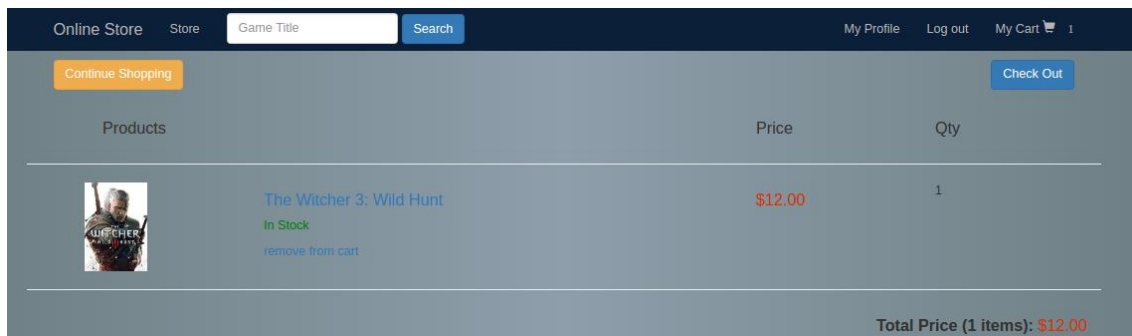 Online Store Store Game Title Search My Profile Log out My Cart 1
Continue Shopping Check Out
Products Price Qty
The Witcher 3: Wild Hunt $12.00 1
In Stock
remove from cart
WITCHER
Total Price (1 items): $12.00